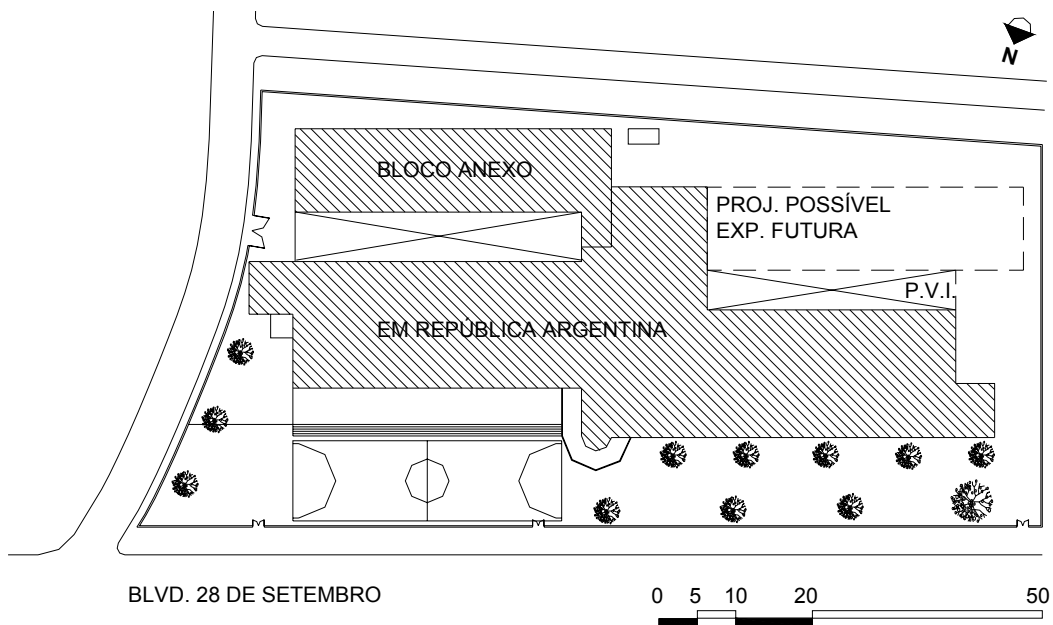 N
BLOCO ANEXO
PROJ. POSSÍVEL
EXP. FUTURA
P.V.I.
EM REPÚBLICA ARGENTINA
BLVD. 28 DE SETEMBRO
0 5 10 20 50